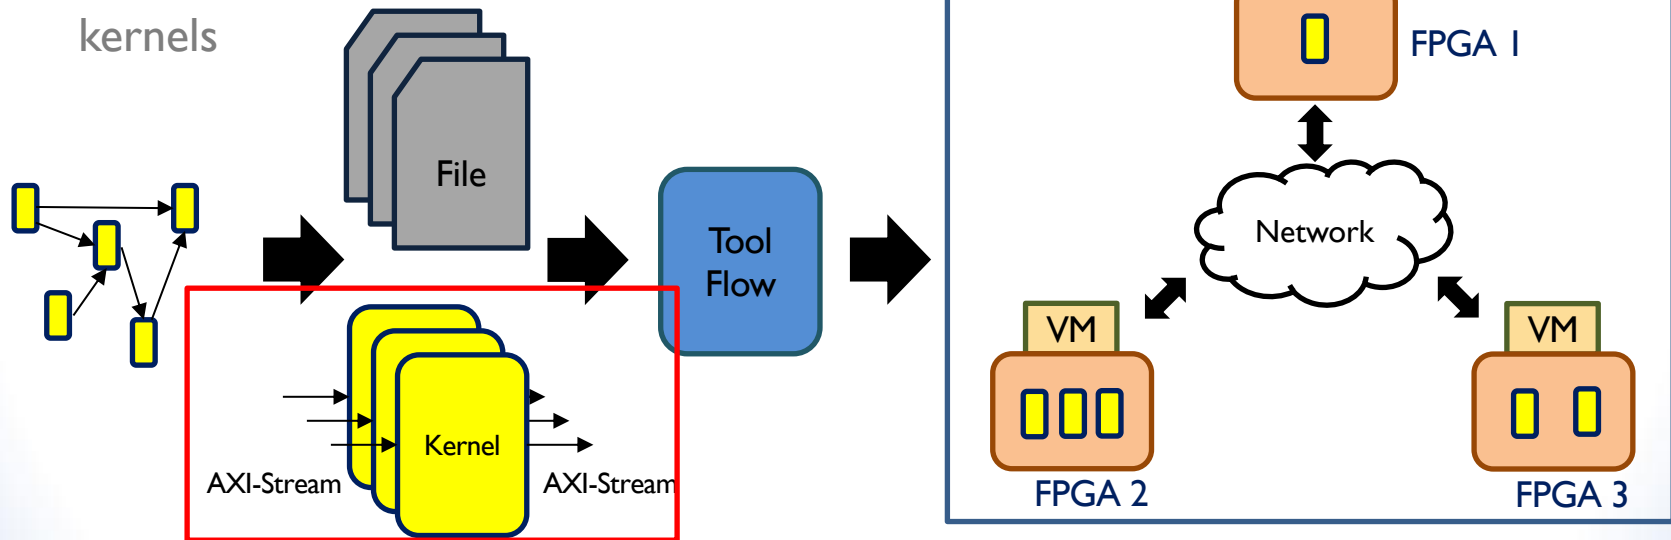 kernels
File
Tool
Flow
Kernel
AXI-Stream
AXI-Stream
FPGA 1
Network
VM
VM
FPGA 2
FPGA 3